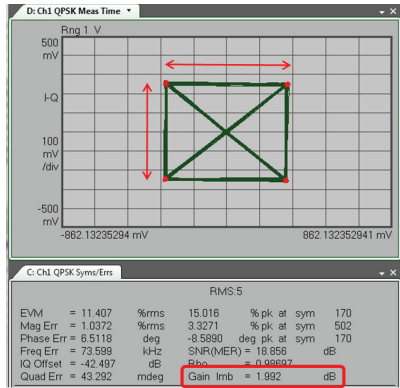 D: Ch1 QPSK Meas Time
Rng 1 V
500
mV
I-Q
100
mV
/div
-500
mV
-862.13235294 mV
862.1323529 41 mV
C: Ch1 QPSK Syms/Errs
RMS:5
EVM = 11.407 %rms 15.016 % pk at sym 170
Mag Err = 1.0372 %rms 3.3271 % pk at sym 502
Phase Err = 6.5118 deg -8.5890 deg pk at sym 170
Freq Err = 73.599 kHz SNR(MER) = 18.856 dB
IQ Offset = -42.497 dB Rho = 0.98697
Quad Err = 43.292 mdeg Gain Imb = 1.992 dB